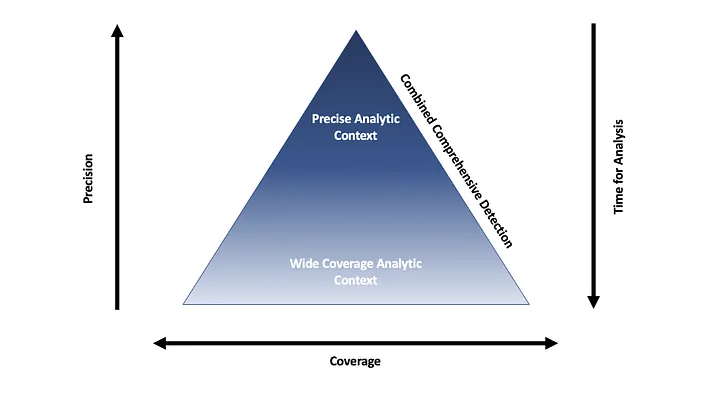 Precise Analytic
Context
Combined Comprehensive Detection
Precision
Time for Analysis
Wide Coverage Analytic
Context
Coverage